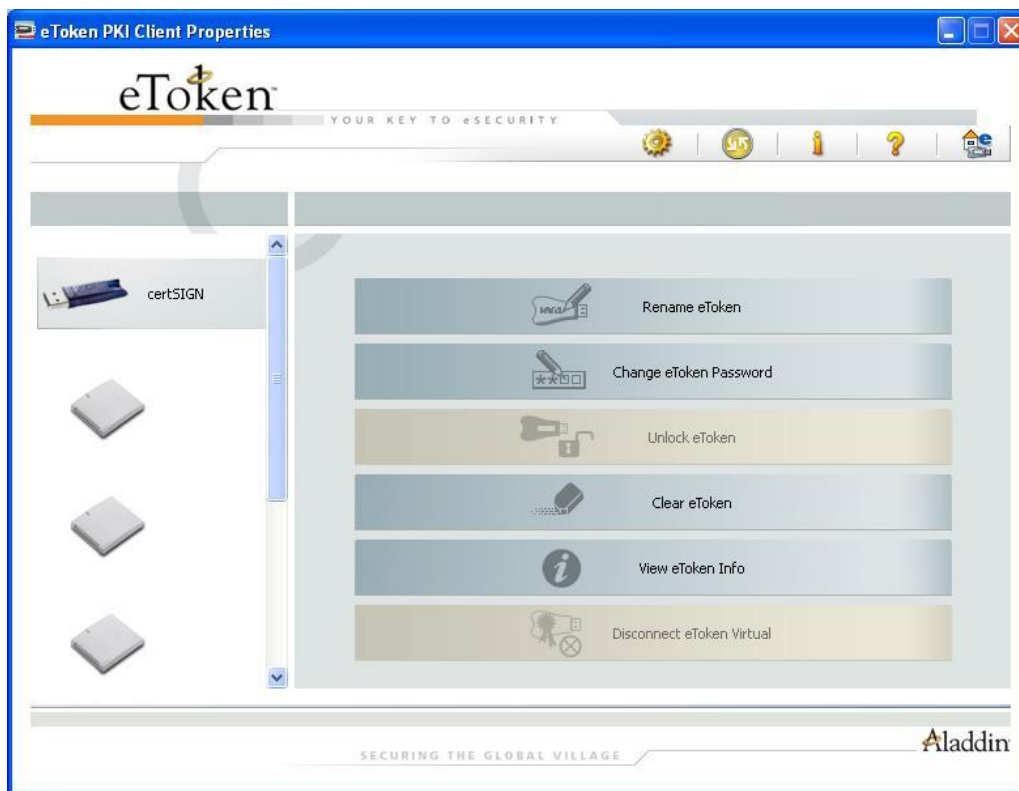 eToken PKI Client Properties
eToken
YOUR KEY TO eSECURITY
certSIGN
Rename eToken
Change eToken Password
Unlock eToken
Clear eToken
View eToken Info
Disconnect eToken Virtual
SECURING THE GLOBAL VILLAGE
Aladdin